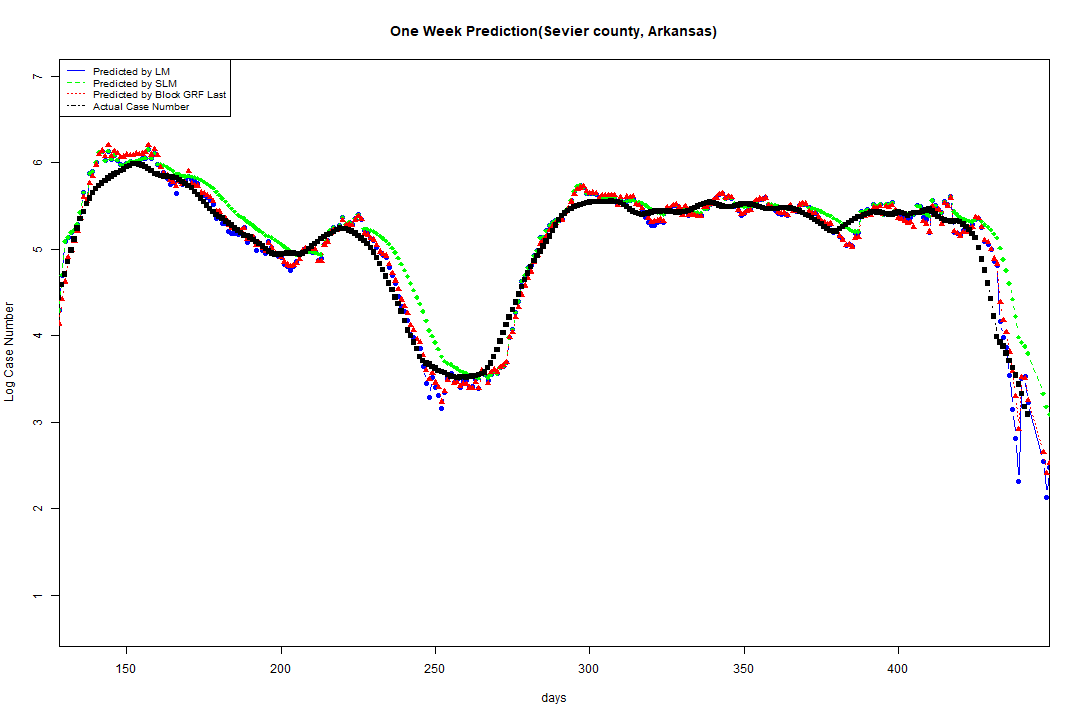 One Week Prediction(Sevier county, Arkansas)
Predicted by LM
Predicted by SLM
Predicted by Block GRF Last
Actual Case Number
7
6
5
4
3
2
1
Log Case Number
150 200 250 300 350 400
days